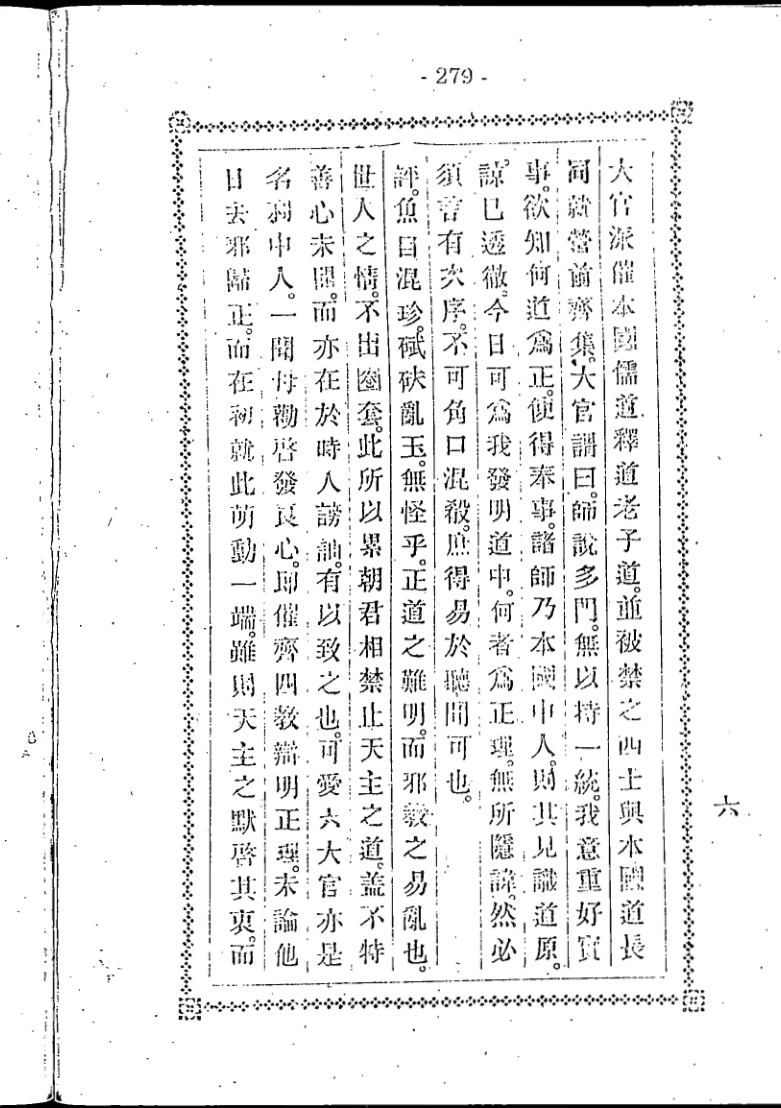 - 279 -
大官派催本國儒道釋道老子道。並被禁之西士與本國道長
同就營前齊集。大官謂曰。師說多門。無以持一統。我意重好實
事。欲知何道爲正。便得奉事。諸師乃本國中人。則其見識道原。
諒已透徹。今日可爲我發明道中。何者爲正理。無所隱諱。然必
須言有次序。不可角口混殺。庶得易於聽聞可也。
評。魚目混珍。碔砆亂玉。無怪乎。正道之難明。而邪教之易亂也。
世人之情。不出圈套。此所以累朝君相禁止天主之道。蓋不特
善心未開。而亦在於時人謗訕。有以致之也。可愛六大官亦是
名利中人。一聞母勸啓發良心。卽催齊四教辯明正理。未論他
日去邪歸正。而在初就此萌動一端。雖則天主之默啓其衷。而
六